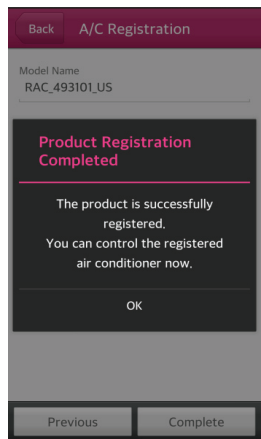 Back
A/C Registration
Model Name
RAC_493101_US
Product Registration
Completed
The product is successfully
registered.
You can control the registered
air conditioner now.
OK
Previous
Complete